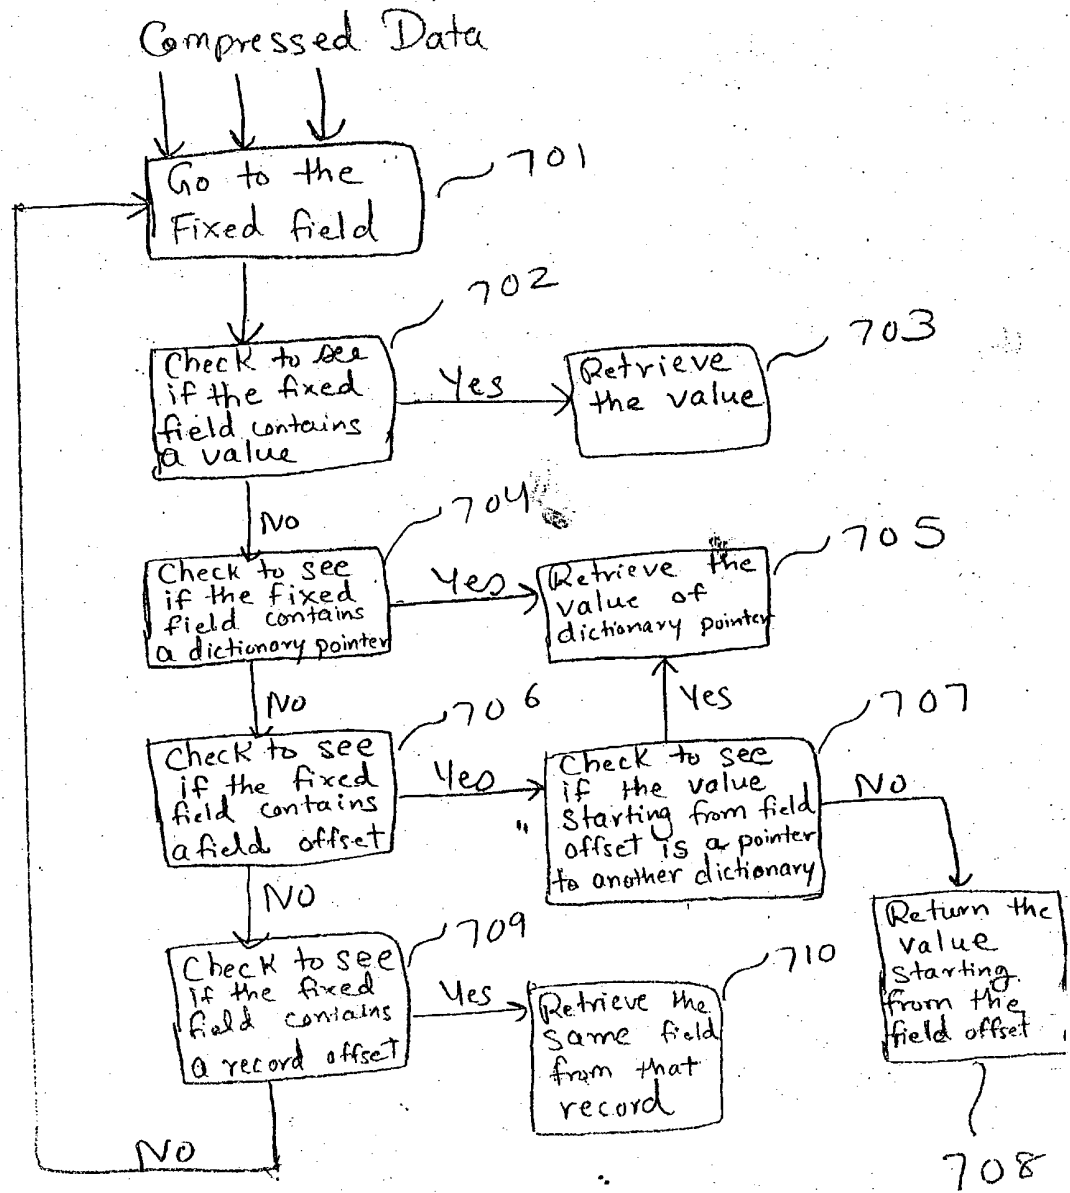 Compressed Data
Go to the
Fixed field
701
702
Check to see
if the fixed
field contains
a value
Yes
703
Retrieve
the value
No
704
Check to see
if the fixed
field contains
a dictionary pointer
Yes
705
Retrieve the
value of
dictionary pointer
No
Yes
706
Check to see
if the fixed
field contains
a field offset
Yes
707
Check to see
if the value
starting from field
offset is a pointer
to another dictionary
No
No
709
Check to see
if the fixed
field contains
a record offset
Yes
710
Retrieve the
same field
from that
record
Return the
value
starting
from the
field offset
No
708